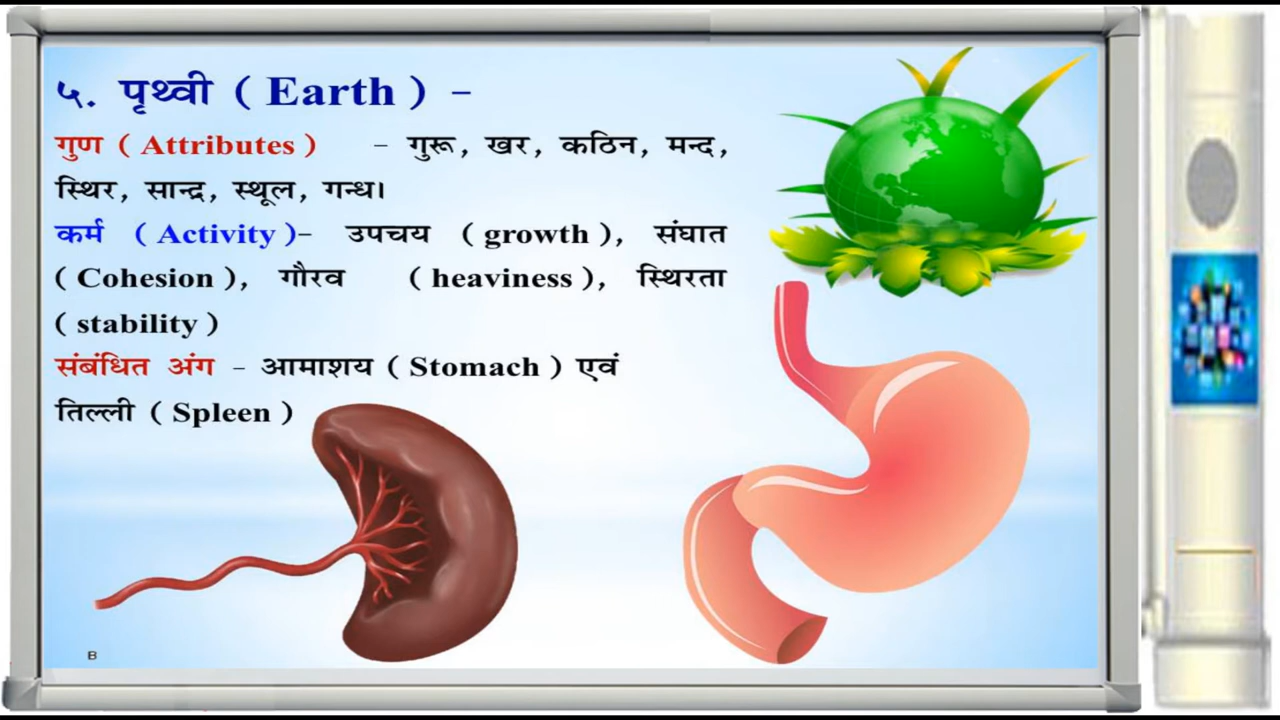 ५. पृथ्वी ( Earth ) -
गुण ( Attributes ) - गुरू, खर, कठिन, मन्द,
स्थिर, सान्द्र, स्थूल, गन्ध।
कर्म ( Activity )- उपचय ( growth ), संघात
( Cohesion ), गौरव ( heaviness ), स्थिरता
( stability )
संबंधित अंग - आमाशय ( Stomach ) एवं
तिल्ली ( Spleen )
B